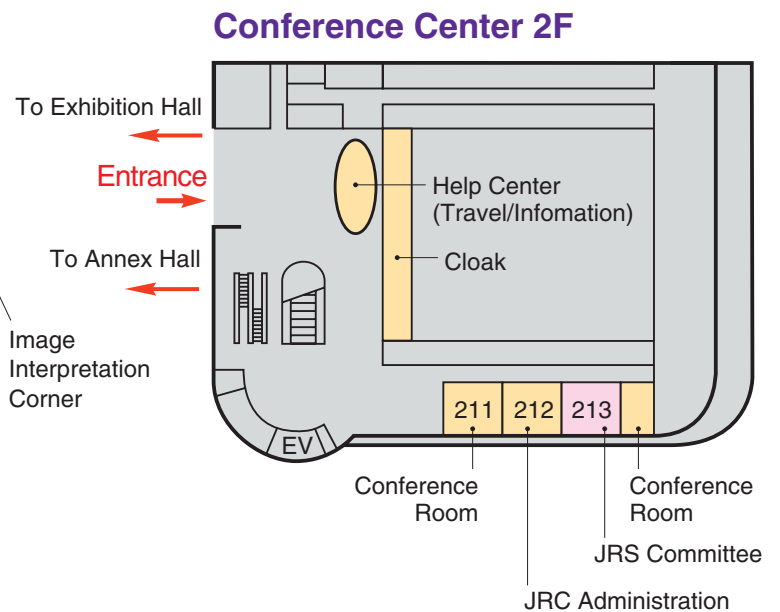 Conference Center 2F
To Exhibition Hall
Entrance
Help Center
(Travel/Infomation)
To Annex Hall
Cloak
Image
Interpretation
Corner
211
212
213
EV
Conference
Room
Conference
Room
JRS Committee
JRC Administration